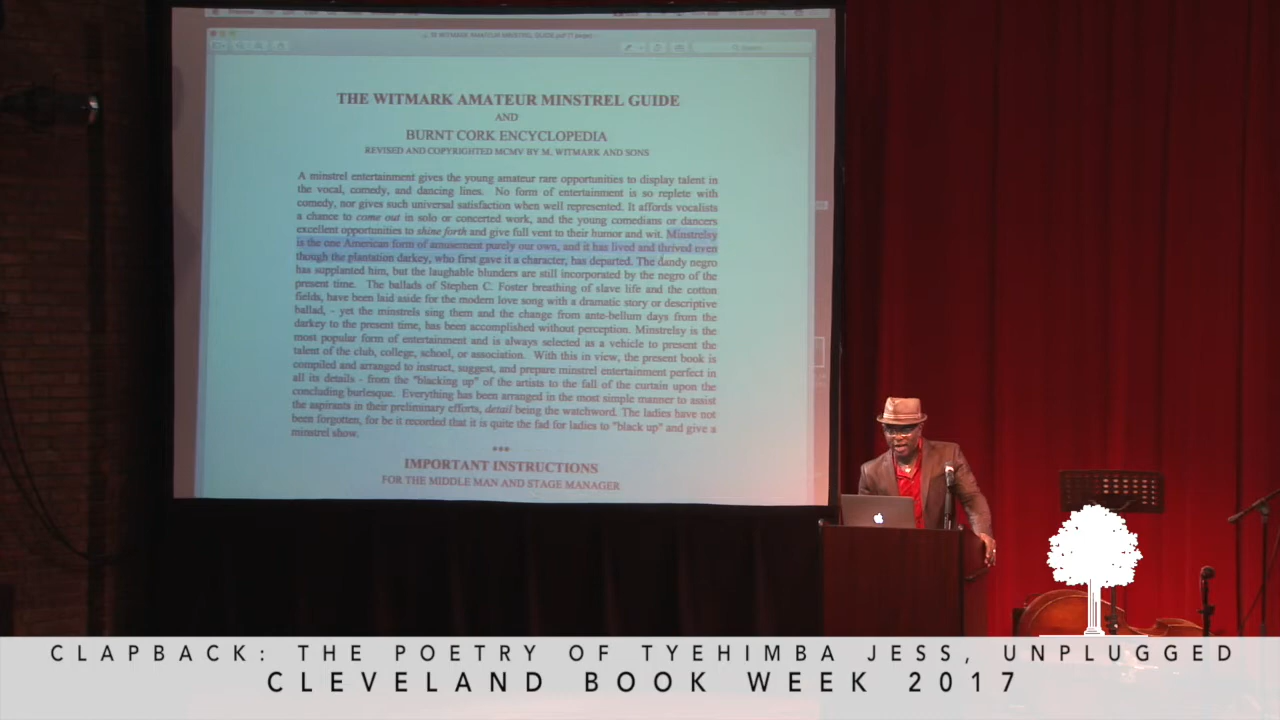 THE WITMARK AMATEUR MINSTREL GUIDE
AND
BURNT CORK ENCYCLOPEDIA
REVISED AND COPYRIGHTED MCMV BY M. WITMARK AND SONS
A minstrel entertainment gives the young amateur rare opportunities to display talent in
the vocal, comedy, and dancing lines. No form of entertainment is so replete with
comedy, nor gives such universal satisfaction when well represented. It affords vocalists
a chance to come out in solo or concerted work, and the young comedians or dancers
excellent opportunities to shine forth and give full vent to their humor and wit. Minstrelsy
is the one American form of amusement purely our own, and it has lived and thrived even
though the plantation darkey, who first gave it a character, has departed. The dandy negro
has supplanted him, but the laughable blunders are still incorporated by the negro of the
present time. The ballads of Stephen C. Foster breathing of slave life and the cotton
fields, have been laid aside for the modern love song with a dramatic story or descriptive
ballad, - yet the minstrels sing them and the change from ante-bellum days from the
darkey to the present time, has been accomplished without perception. Minstrelsy is the
most popular form of entertainment and is always selected as a vehicle to present the
talent of the club, college, school, or association. With this in view, the present book is
compiled and arranged to instruct, suggest, and prepare minstrel entertainment perfect in
all its details - from the "blacking up" of the artists to the fall of the curtain upon the
concluding burlesque. Everything has been arranged in the most simple manner to assist
the aspirants in their preliminary efforts, detail being the watchword. The ladies have not
been forgotten, for be it recorded that it is quite the fad for ladies to "black up" and give a
minstrel show.
***
IMPORTANT INSTRUCTIONS
FOR THE MIDDLE MAN AND STAGE MANAGER
CLAPBACK: THE POETRY OF TYEHIMBA JESS, UNPLUGGED
CLEVELAND BOOK WEEK 2017